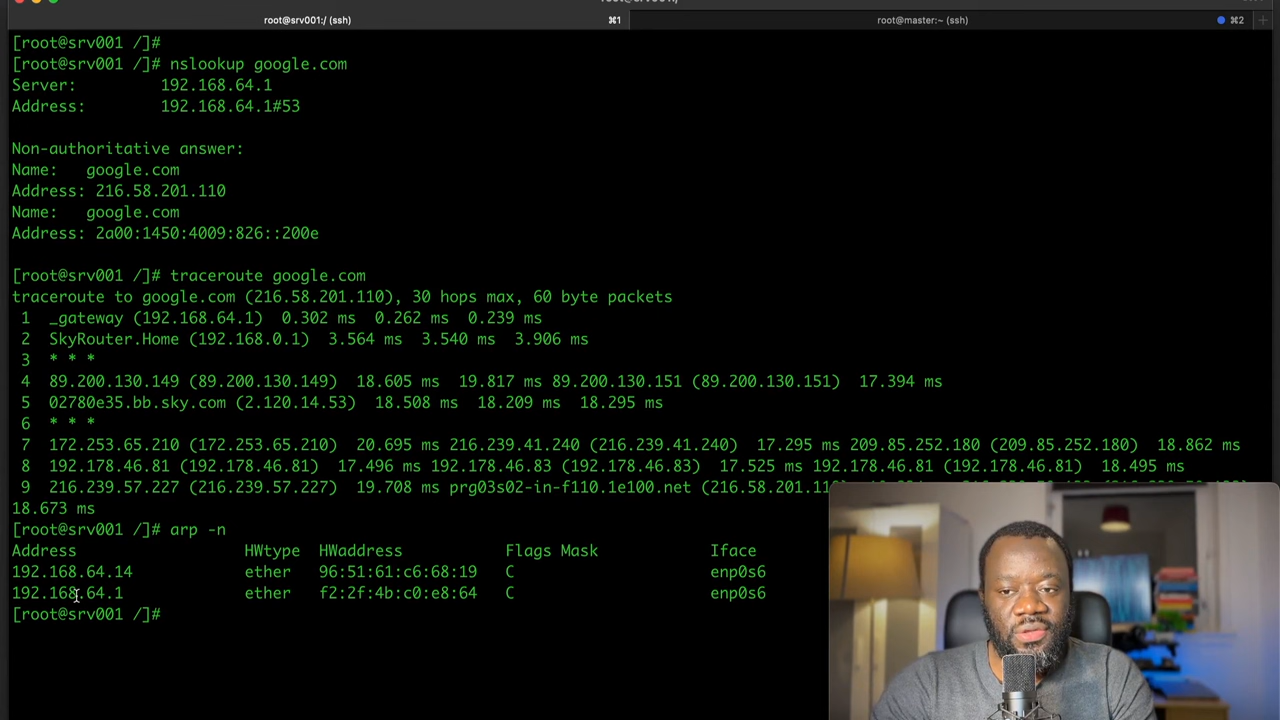 root@srv001:/ (ssh) ⌘1 root@master:~ (ssh) ⌘2
[root@srv001 /]#
[root@srv001 /]# nslookup google.com
Server: 192.168.64.1
Address: 192.168.64.1#53
Non-authoritative answer:
Name: google.com
Address: 216.58.201.110
Name: google.com
Address: 2a00:1450:4009:826::200e
[root@srv001 /]# traceroute google.com
traceroute to google.com (216.58.201.110), 30 hops max, 60 byte packets
1 _gateway (192.168.64.1) 0.302 ms 0.262 ms 0.239 ms
2 SkyRouter.Home (192.168.0.1) 3.564 ms 3.540 ms 3.906 ms
3 * * *
4 89.200.130.149 (89.200.130.149) 18.605 ms 19.817 ms 89.200.130.151 (89.200.130.151) 17.394 ms
5 02780e35.bb.sky.com (2.120.14.53) 18.508 ms 18.209 ms 18.295 ms
6 * * *
7 172.253.65.210 (172.253.65.210) 20.695 ms 216.239.41.240 (216.239.41.240) 17.295 ms 209.85.252.180 (209.85.252.180) 18.862 ms
8 192.178.46.81 (192.178.46.81) 17.496 ms 192.178.46.83 (192.178.46.83) 17.525 ms 192.178.46.81 (192.178.46.81) 18.495 ms
9 216.239.57.227 (216.239.57.227) 19.708 ms prg03s02-in-f110.1e100.net
18.673 ms
[root@srv001 /]# arp -n
Address HWtype HWaddress Flags Mask Iface
192.168.64.14 ether 96:51:61:c6:68:19 C enp0s6
192.168.64.1 ether f2:2f:4b:c0:e8:64 C enp0s6
[root@srv001 /]#